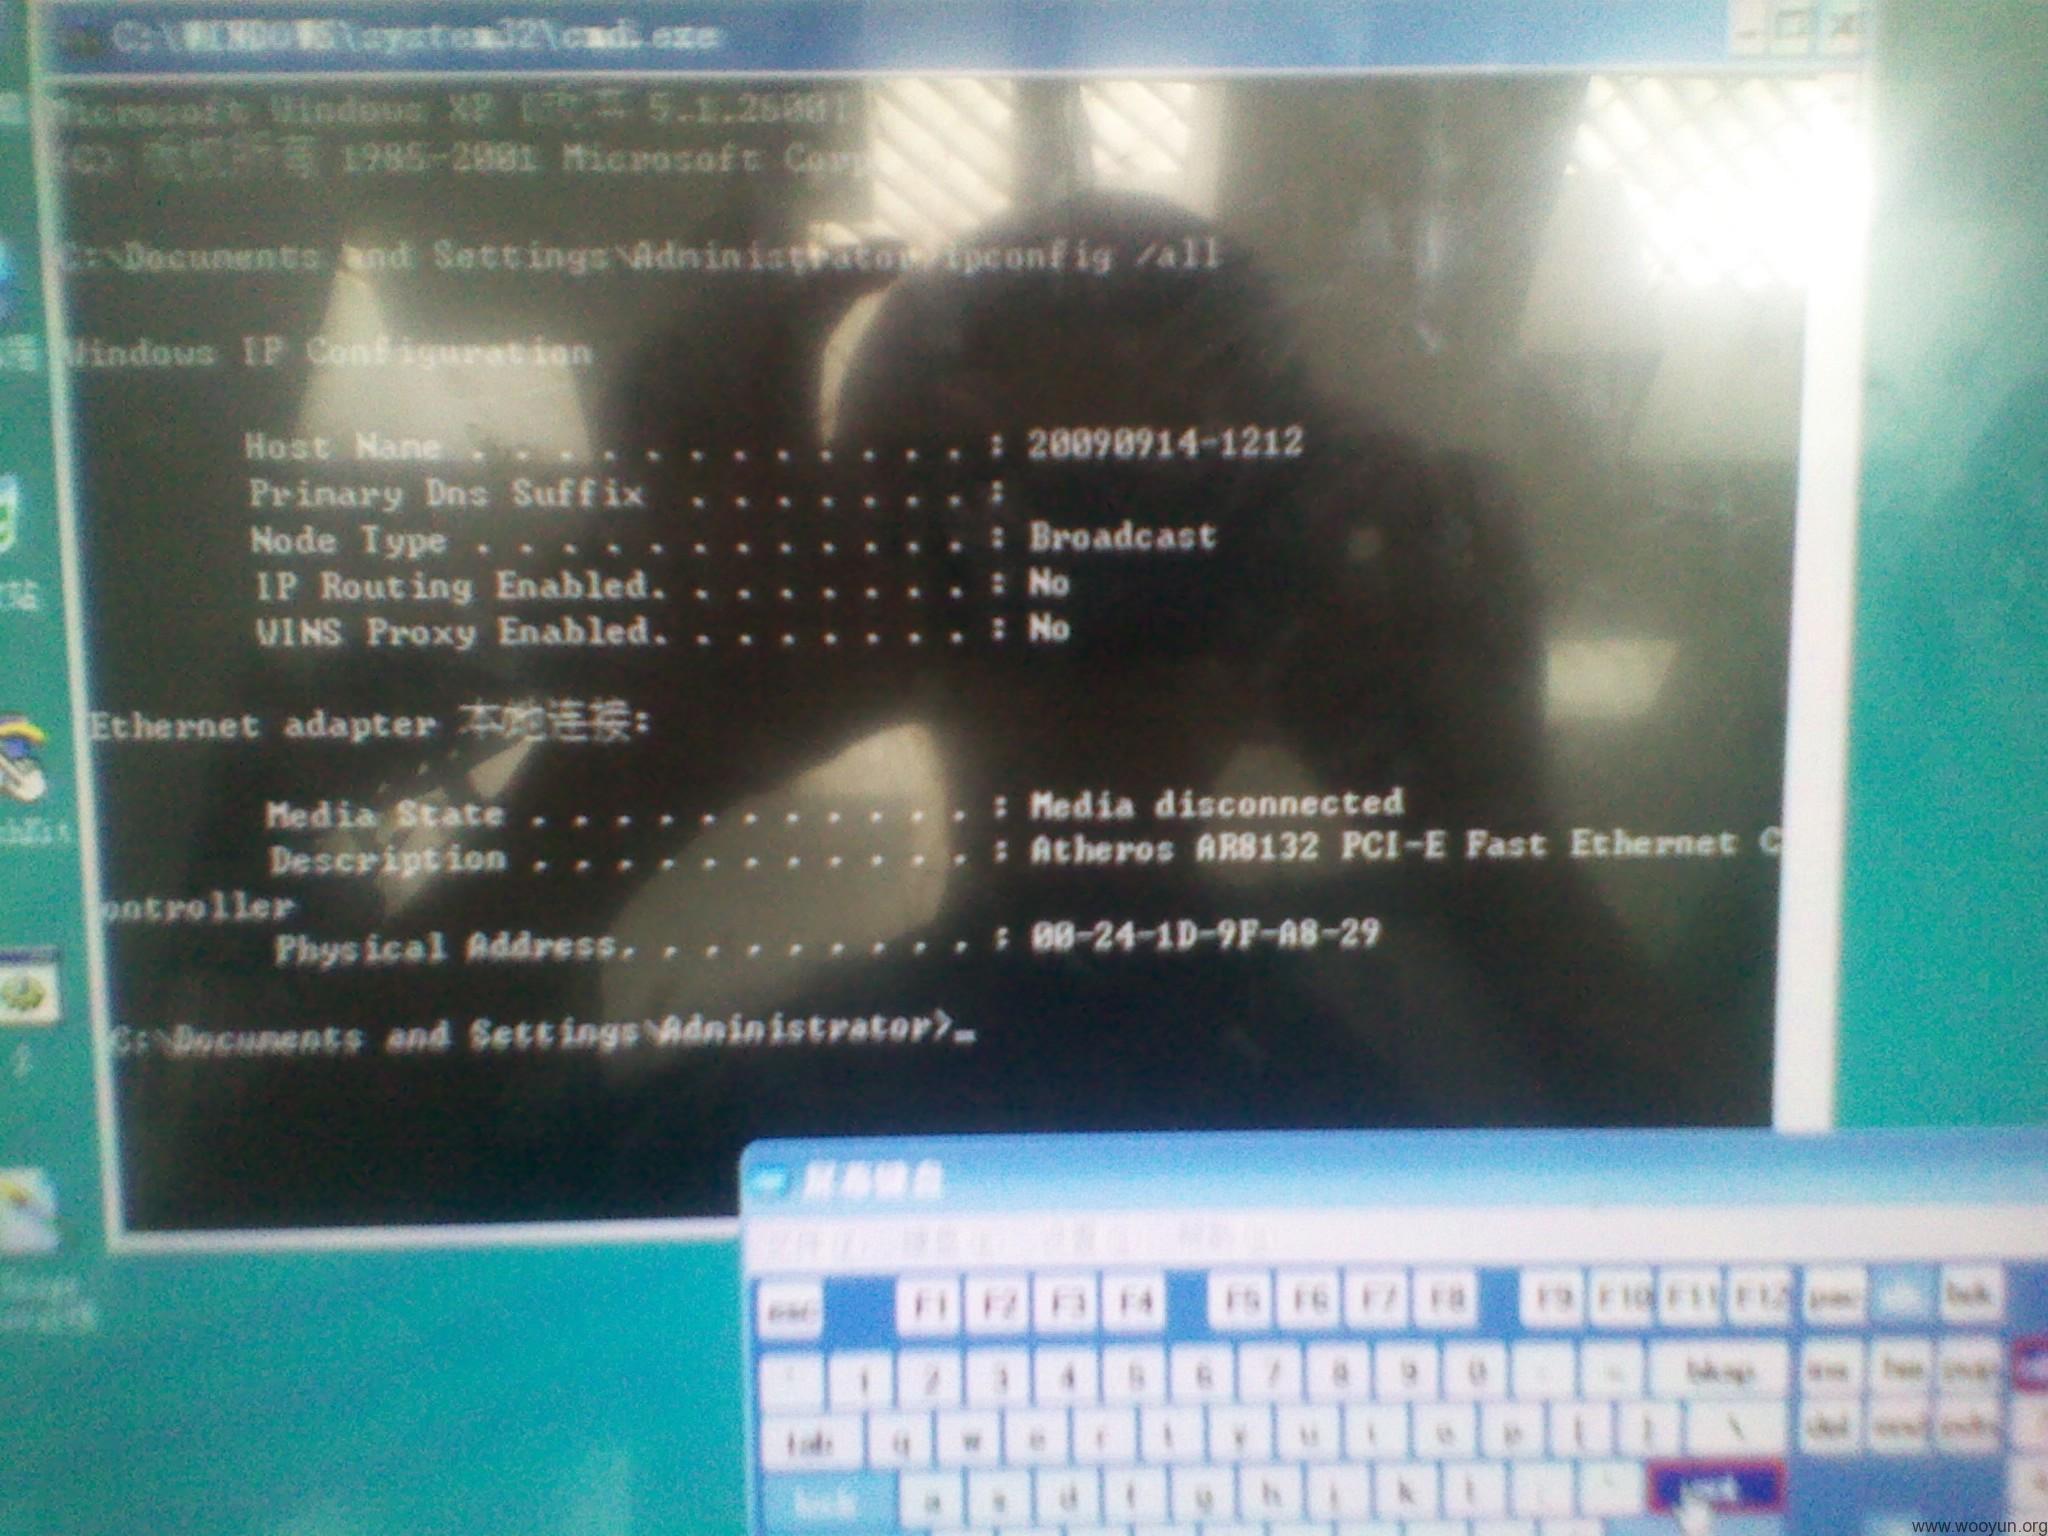 C:\WINDOWS\system32\cmd.exe
Microsoft Windows XP [版本 5.1.2600]
(C) 版权所有 1985-2001 Microsoft Corp
C:\Documents and Settings\Administrator>ipconfig /all
Windows IP Configuration
Host Name . . . . . . . . . . . . . . . . . . : 20090914-1212
Primary Dns Suffix . . . . . . . . . . :
Node Type . . . . . . . . . . . . . . . . . : Broadcast
IP Routing Enabled. . . . . . . . . . . : No
WINS Proxy Enabled. . . . . . . . . . . : No
Ethernet adapter 本地连接:
Media State . . . . . . . . . . . . . . . . : Media disconnected
Description . . . . . . . . . . . . . . . . : Atheros AR8132 PCI-E Fast Ethernet C
ontroller
Physical Address. . . . . . . . . . . . : 00-24-1D-9F-A8-29
C:\Documents and Settings\Administrator>_
屏幕键盘
esc F1 F2 F3 F4 F5 F6 F7 F8 F9 F10 F11 F12 psc brk
1 2 3 4 5 6 7 8 9 0 bksp
tab q w e r t y u i o p [ ] \
lock a s d f g h j k l
www.wooyun.org